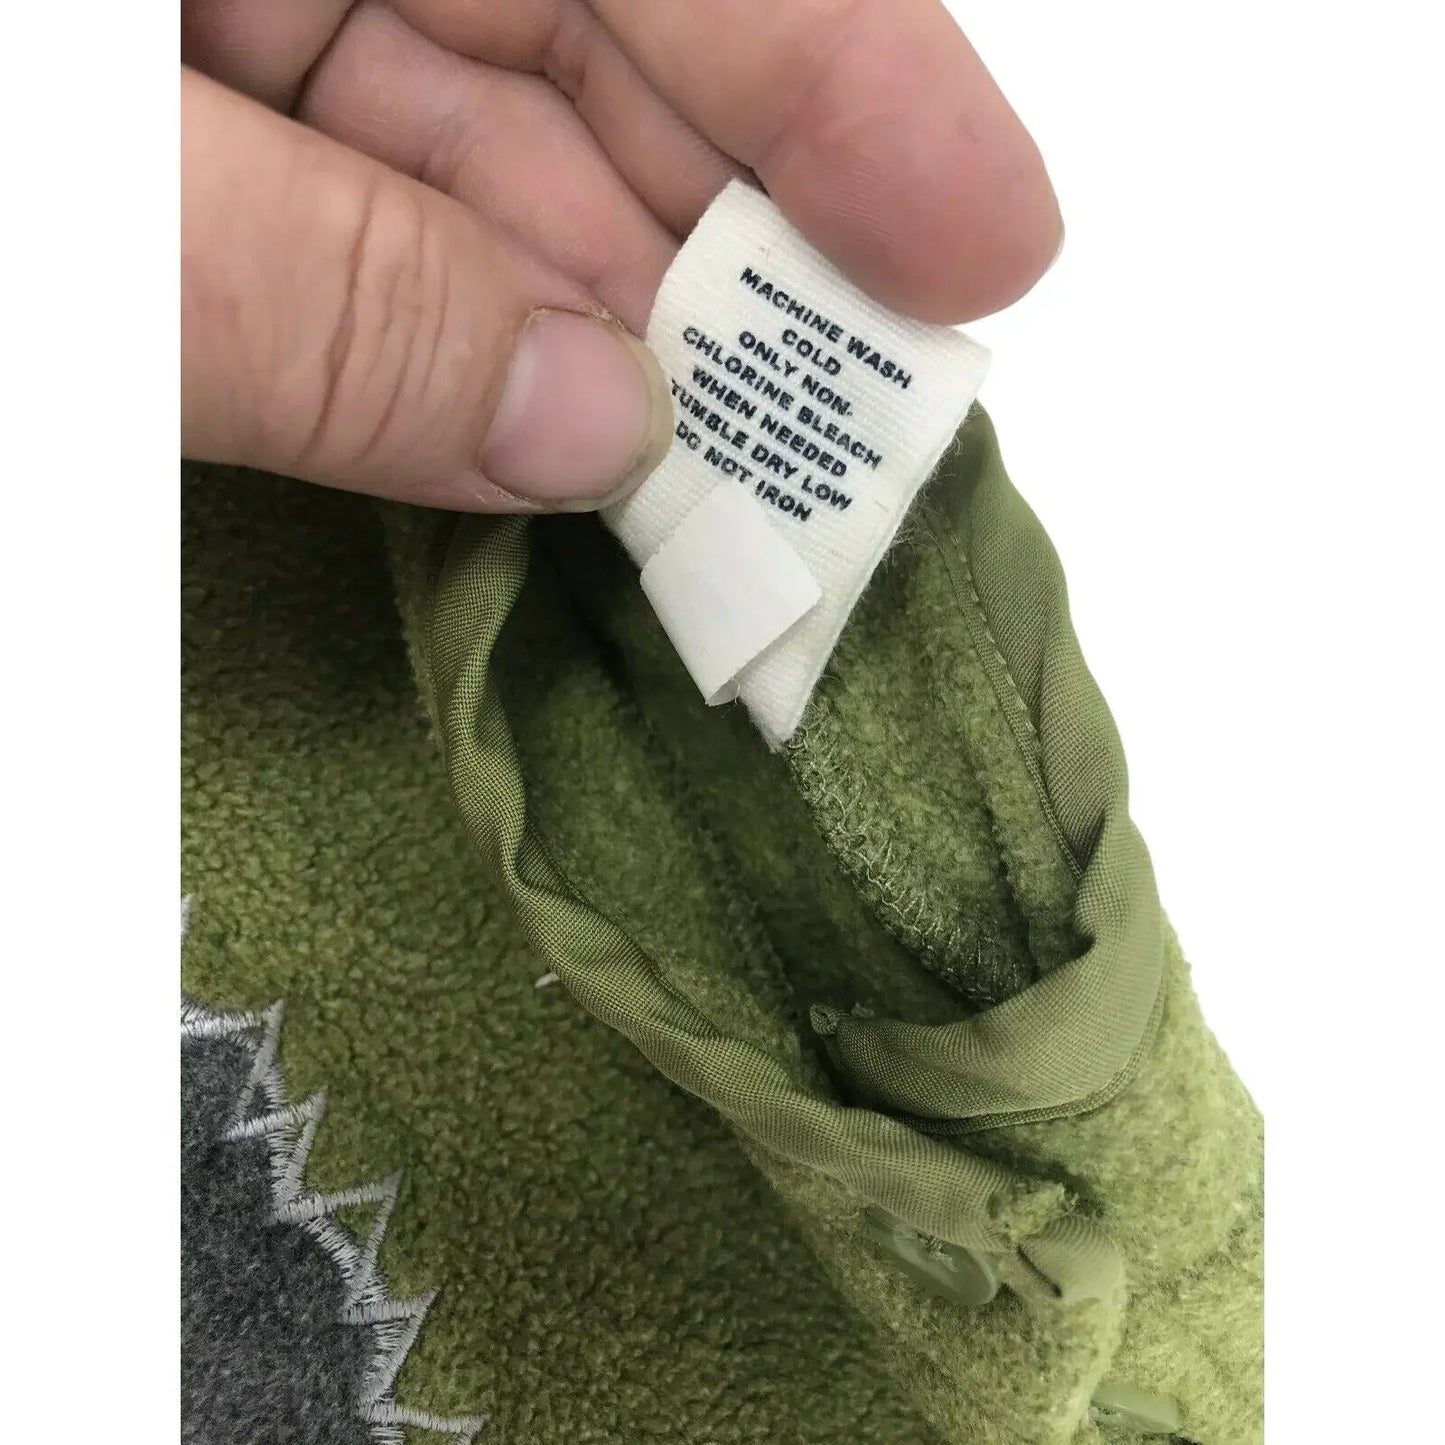 MACHINE WASH
COLD
ONLY NON-
CHLORINE BLEACH
WHEN NEEDED
TUMBLE DRY LOW
DO NOT IRON